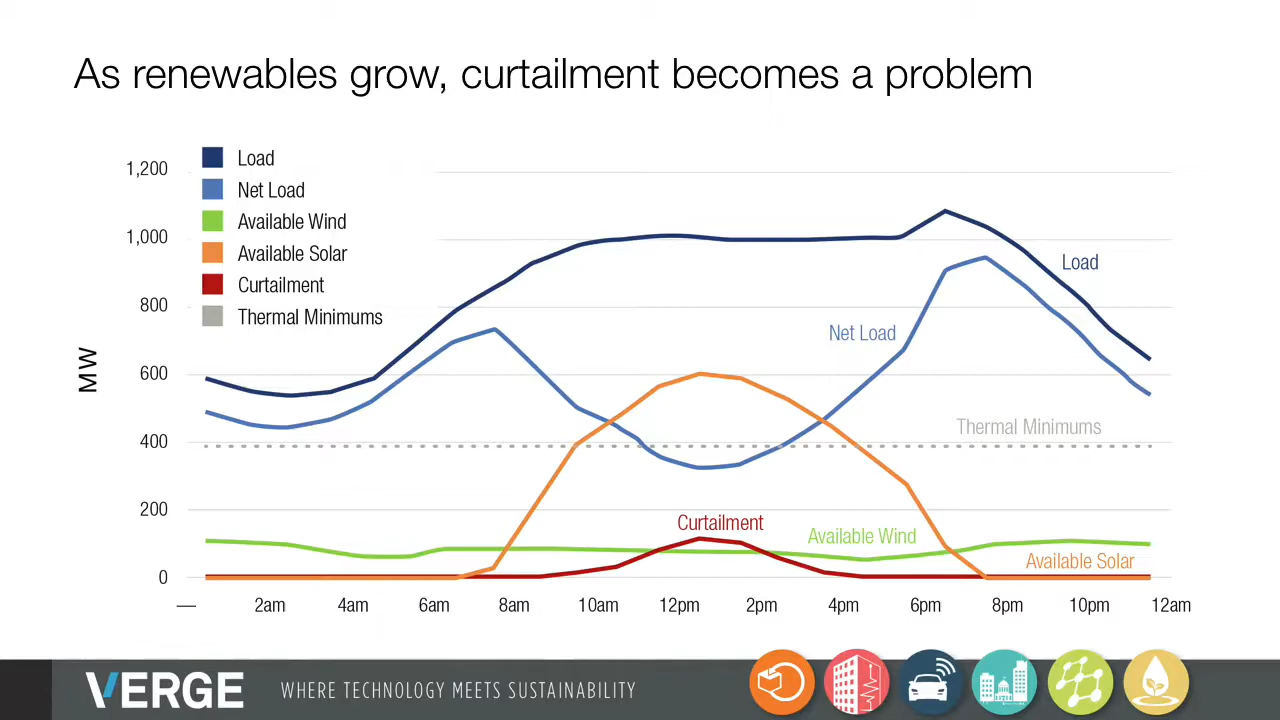 As renewables grow, curtailment becomes a problem
MW
1,200
1,000
800
600
400
200
0
Load
Net Load
Available Wind
Available Solar
Curtailment
Thermal Minimums
Load
Net Load
Thermal Minimums
Curtailment
Available Wind
Available Solar
— 2am 4am 6am 8am 10am 12pm 2pm 4pm 6pm 8pm 10pm 12am
VERGE WHERE TECHNOLOGY MEETS SUSTAINABILITY